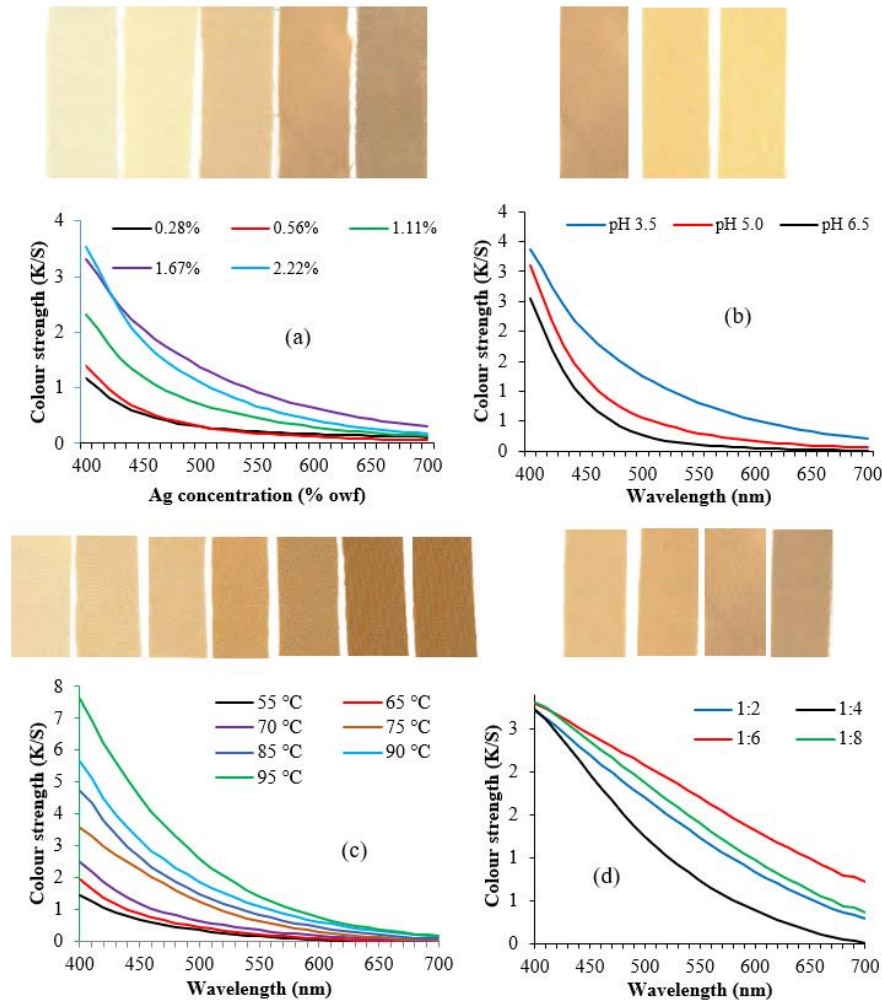 4
3
2
1
0
Colour strength (K/S)
0.28% 0.56% 1.11%
1.67% 2.22%
(a)
400 450 500 550 600 650 700
Ag concentration (% owf)
4
4
3
3
2
2
1
1
0
Colour strength (K/S)
pH 3.5 pH 5.0 pH 6.5
(b)
400 450 500 550 600 650 700
Wavelength (nm)
8
7
6
5
4
3
2
1
0
Colour strength (K/S)
55 °C 65 °C
70 °C 75 °C
85 °C 90 °C
95 °C
(c)
400 450 500 550 600 650 700
Wavelength (nm)
3
2
2
1
1
0
Colour strength (K/S)
1:2 1:4
1:6 1:8
(d)
400 450 500 550 600 650 700
Wavelength (nm)